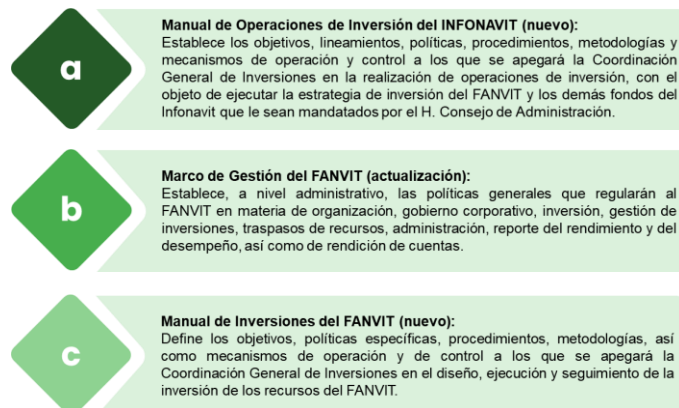 a
Manual de Operaciones de Inversión del INFONAVIT (nuevo):
Establece los objetivos, lineamientos, políticas, procedimientos, metodologías y
mecanismos de operación y control a los que se apegará la Coordinación
General de Inversiones en la realización de operaciones de inversión, con el
objeto de ejecutar la estrategia de inversión del FANVIT y los demás fondos del
Infonavit que le sean mandatados por el H. Consejo de Administración.
b
Marco de Gestión del FANVIT (actualización):
Establece, a nivel administrativo, las políticas generales que regularán al
FANVIT en materia de organización, gobierno corporativo, inversión, gestión de
inversiones, traspasos de recursos, administración, reporte del rendimiento y del
desempeño, así como de rendición de cuentas.
c
Manual de Inversiones del FANVIT (nuevo):
Define los objetivos, políticas específicas, procedimientos, metodologías, así
como mecanismos de operación y de control a los que se apegará la
Coordinación General de Inversiones en el diseño, ejecución y seguimiento de la
inversión de los recursos del FANVIT.